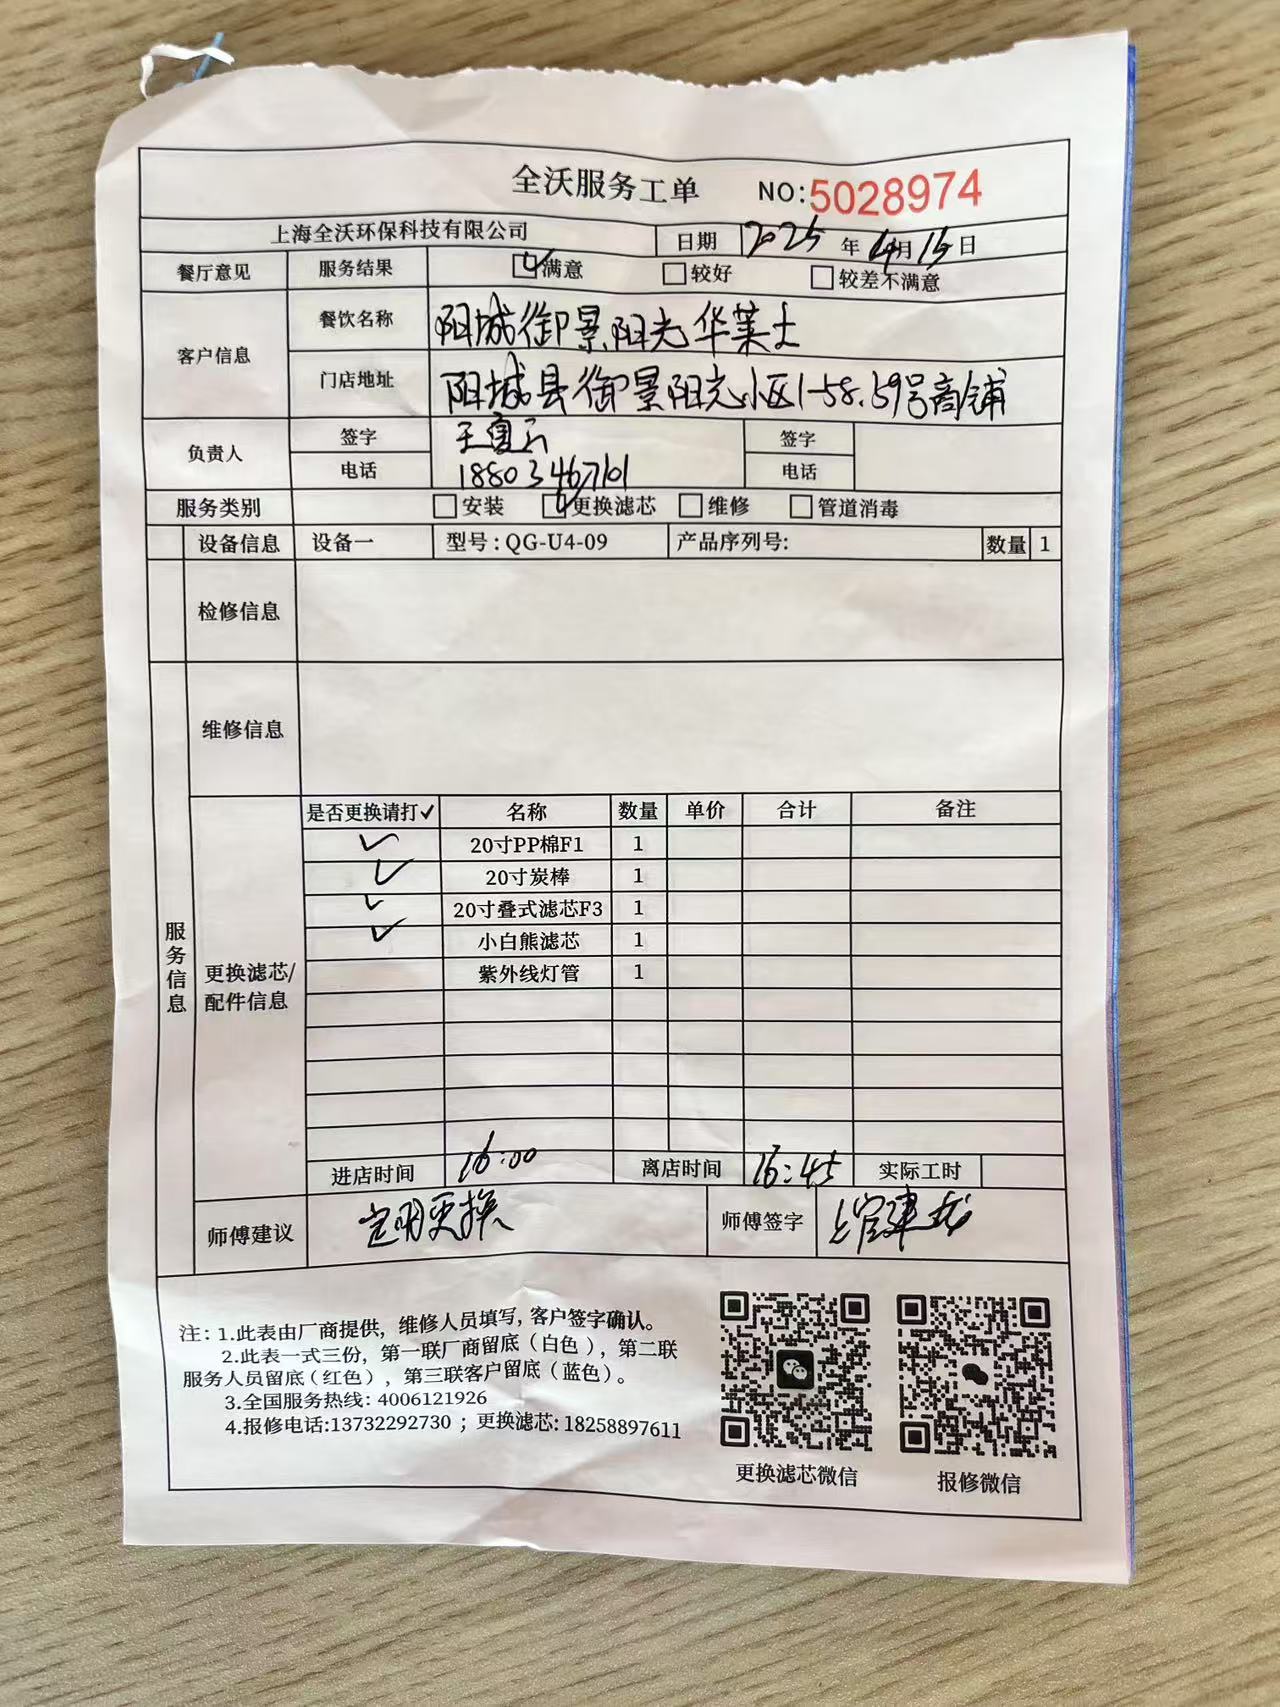 全沃服务工单 NO:5028974
上海全沃环保科技有限公司 日期 2025年4月15日
餐厅意见 服务结果 ☑满意 □较好 □较差不满意
客户信息 餐饮名称 阳城御景阳光华莱士
门店地址 阳城县御景阳光小区1-58.59号商铺
负责人 签字 签字
电话 18803467101 电话
服务类别 □安装 ☑更换滤芯 □维修 □管道消毒
设备信息 设备一 型号:QG-U4-09 产品序列号: 数量 1
检修信息
维修信息
服务信息
更换滤芯/配件信息
是否更换请打✓ 名称 数量 单价 合计 备注
✓ 20寸PP棉F1 1
✓ 20寸炭棒 1
✓ 20寸叠式滤芯F3 1
✓ 小白熊滤芯 1
紫外线灯管 1
进店时间 16:00 离店时间 16:45 实际工时
师傅建议 定期更换 师傅签字
注:1.此表由厂商提供，维修人员填写，客户签字确认。
2.此表一式三份，第一联厂商留底(白色)，第二联
服务人员留底(红色)，第三联客户留底(蓝色)。
3.全国服务热线:4006121926
4.报修电话:13732292730 ；更换滤芯:18258897611
更换滤芯微信 报修微信